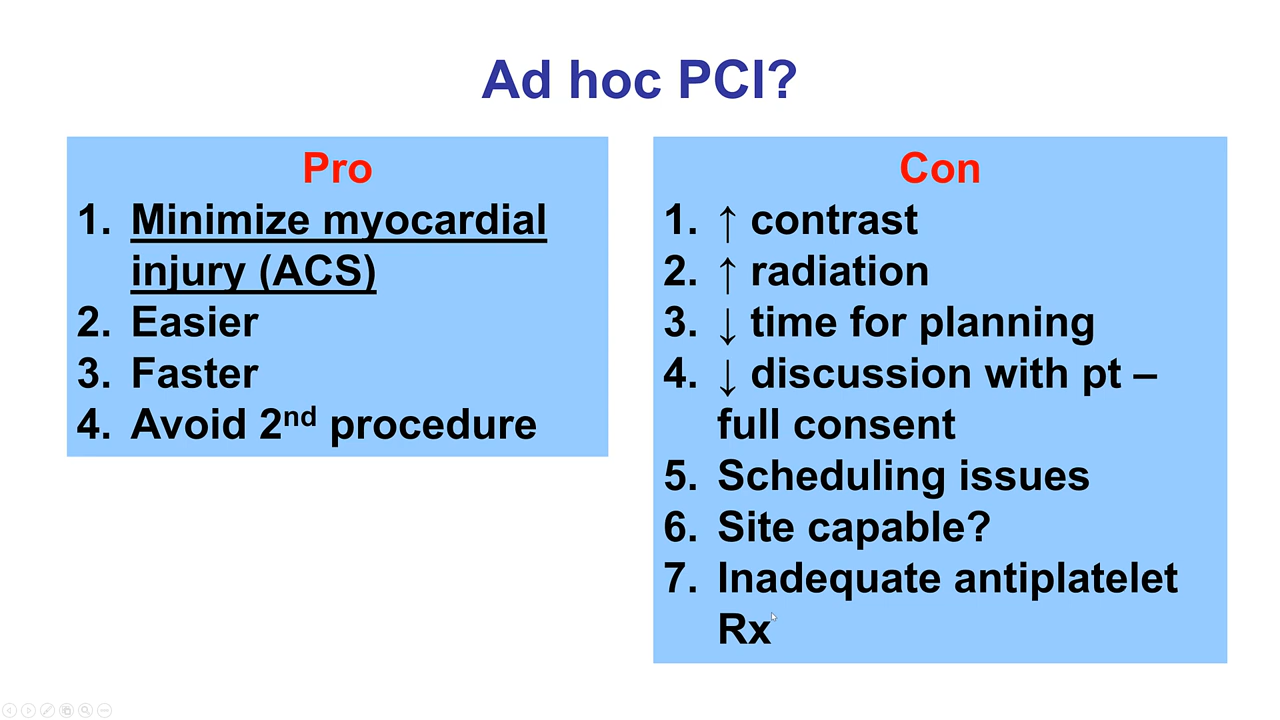 Ad hoc PCI?
Pro
1. Minimize myocardial
injury (ACS)
2. Easier
3. Faster
4. Avoid 2nd procedure
Con
1. ↑ contrast
2. ↑ radiation
3. ↓ time for planning
4. ↓ discussion with pt –
full consent
5. Scheduling issues
6. Site capable?
7. Inadequate antiplatelet
Rx